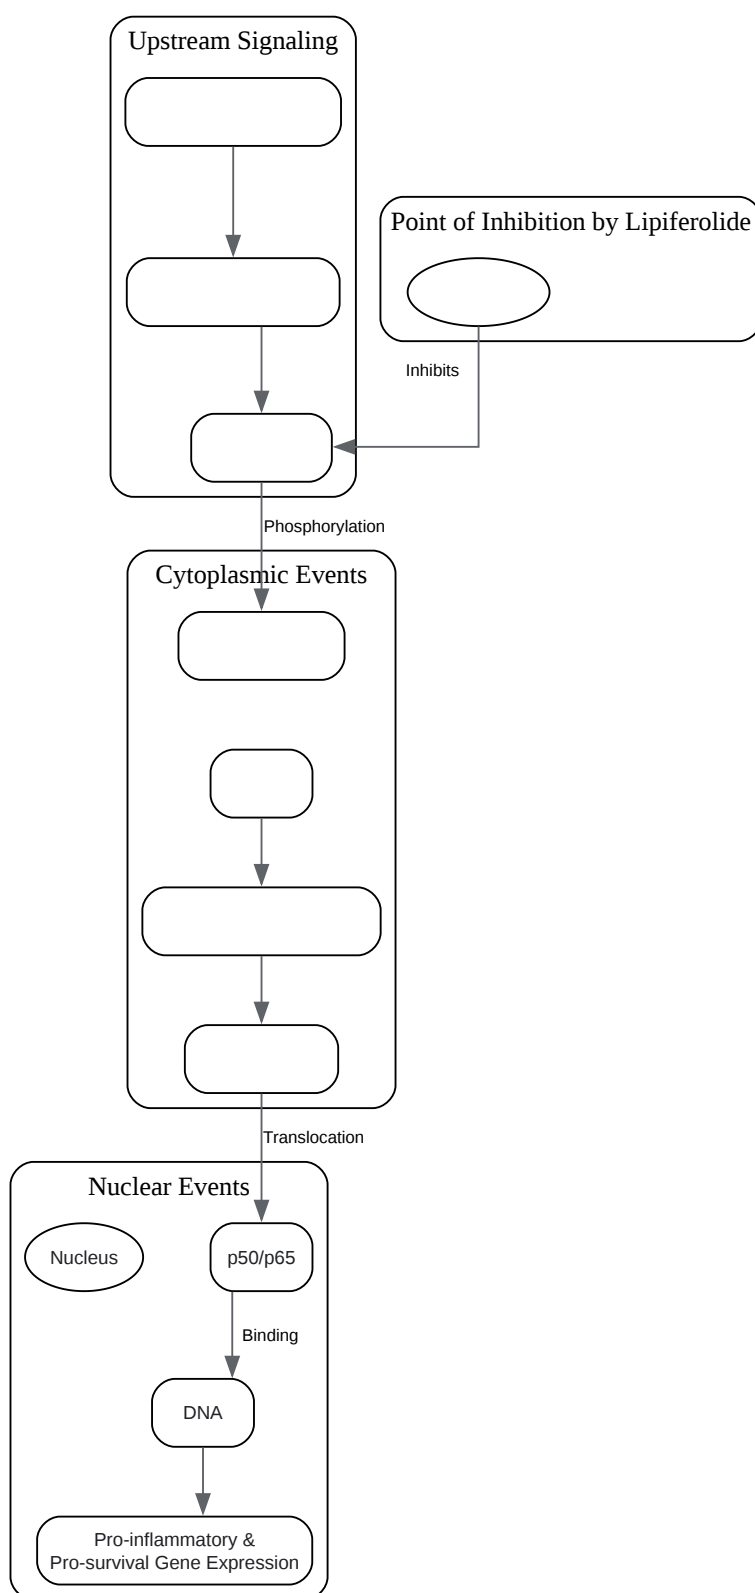 Upstream Signaling
Point of Inhibition by Lipiferolide
Inhibits
Phosphorylation
Cytoplasmic Events
Translocation
Nuclear Events
Nucleus
p50/p65
Binding
DNA
Pro-inflammatory &
Pro-survival Gene Expression